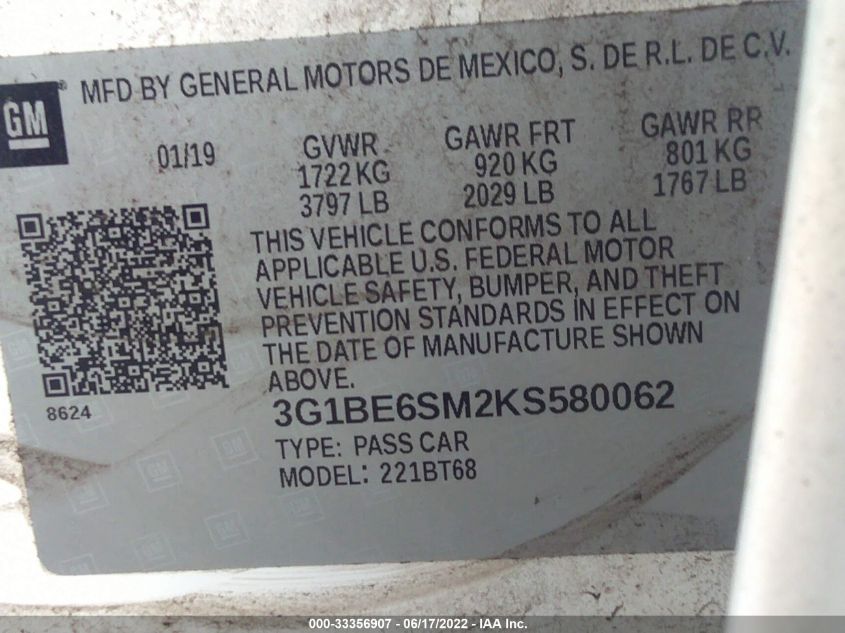 GM
MFD BY GENERAL MOTORS DE MEXICO, S. DE R.L. DE C.V.
01/19 GVWR GAWR FRT GAWR RR
1722 KG 920 KG 801 KG
3797 LB 2029 LB 1767 LB
THIS VEHICLE CONFORMS TO ALL
APPLICABLE U.S. FEDERAL MOTOR
VEHICLE SAFETY, BUMPER, AND THEFT
PREVENTION STANDARDS IN EFFECT ON
THE DATE OF MANUFACTURE SHOWN
ABOVE.
8624
3G1BE6SM2KS580062
TYPE: PASS CAR
MODEL: 221BT68
000-33356907 - 06/17/2022 - IAA Inc.